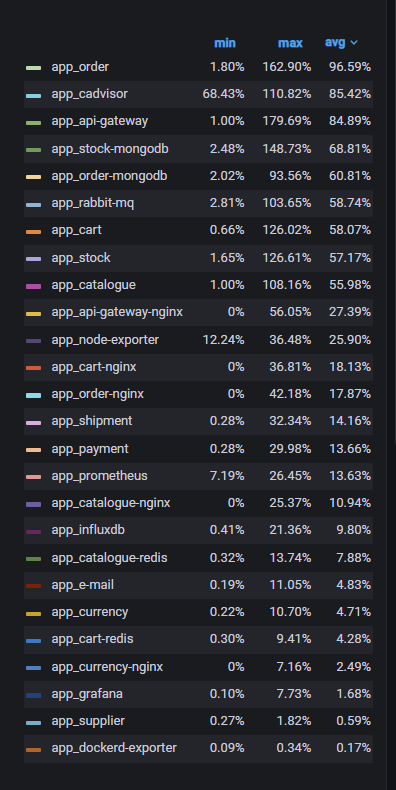 min max avg
app_order 1.80% 162.90% 96.59%
app_cadvisor 68.43% 110.82% 85.42%
app_api-gateway 1.00% 179.69% 84.89%
app_stock-mongodb 2.48% 148.73% 68.81%
app_order-mongodb 2.02% 93.56% 60.81%
app_rabbit-mq 2.81% 103.65% 58.74%
app_cart 0.66% 126.02% 58.07%
app_stock 1.65% 126.61% 57.17%
app_catalogue 1.00% 108.16% 55.98%
app_api-gateway-nginx 0% 56.05% 27.39%
app_node-exporter 12.24% 36.48% 25.90%
app_cart-nginx 0% 36.81% 18.13%
app_order-nginx 0% 42.18% 17.87%
app_shipment 0.28% 32.34% 14.16%
app_payment 0.28% 29.98% 13.66%
app_prometheus 7.19% 26.45% 13.63%
app_catalogue-nginx 0% 25.37% 10.94%
app_influxdb 0.41% 21.36% 9.80%
app_catalogue-redis 0.32% 13.74% 7.88%
app_e-mail 0.19% 11.05% 4.83%
app_currency 0.22% 10.70% 4.71%
app_cart-redis 0.30% 9.41% 4.28%
app_currency-nginx 0% 7.16% 2.49%
app_grafana 0.10% 7.73% 1.68%
app_supplier 0.27% 1.82% 0.59%
app_dockerd-exporter 0.09% 0.34% 0.17%